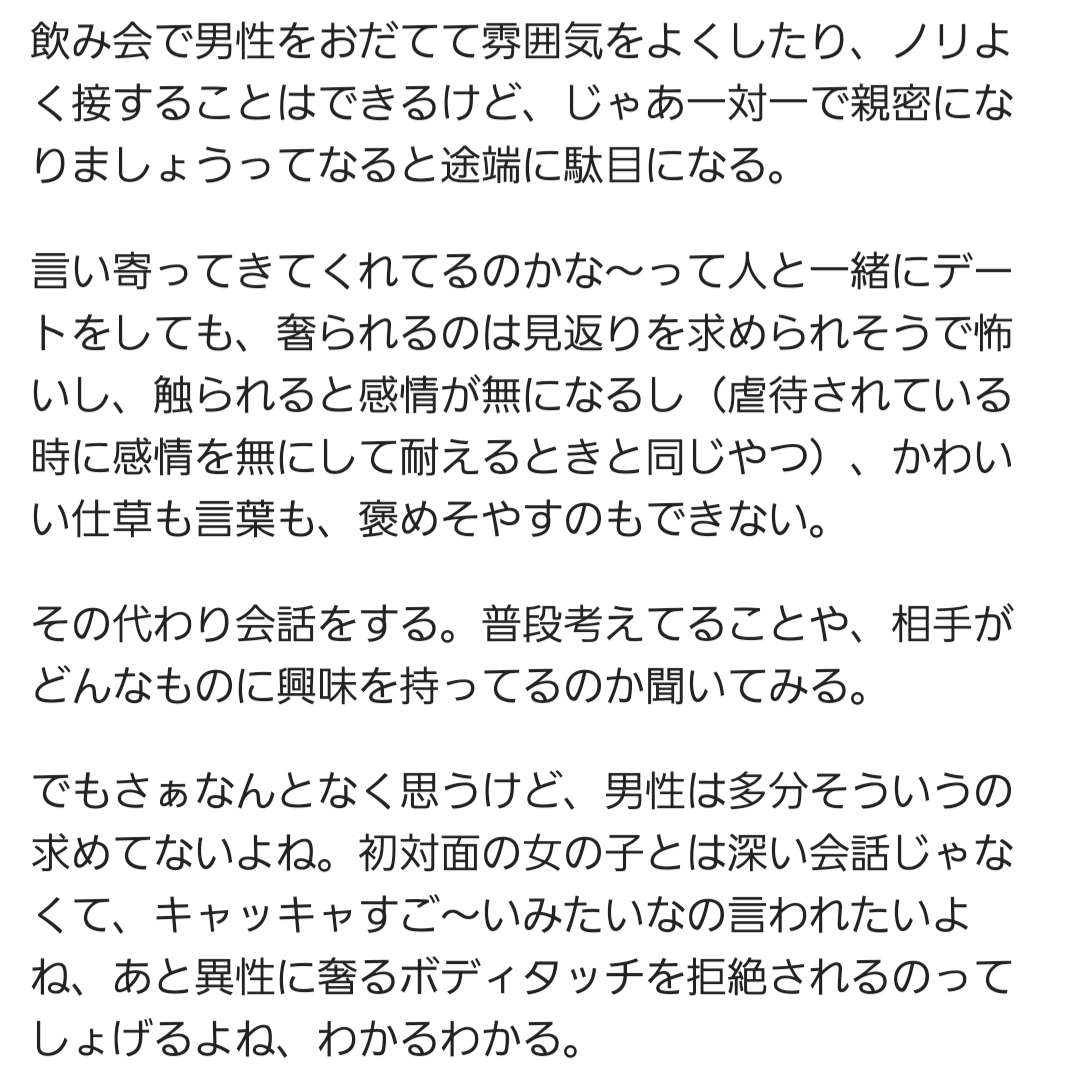 飲み会で男性をおだてて雰囲気をよくしたり、ノリよ
く接することはできるけど、じゃあ一対一で親密にな
りましょうってなると途端に駄目になる。
言い寄ってきてくれてるのかな〜って人と一緒にデー
トをしても、奢られるのは見返りを求められそうで怖
いし、触られると感情が無になるし（虐待されている
時に感情を無にして耐えるときと同じやつ）、かわい
い仕草も言葉も、褒めそやすのもできない。
その代わり会話をする。普段考えてることや、相手が
どんなものに興味を持ってるのか聞いてみる。
でもさぁなんとなく思うけど、男性は多分そういうの
求めてないよね。初対面の女の子とは深い会話じゃな
くて、キャッキャすご〜いみたいなの言われたいよ
ね、あと異性に奢るボディタッチを拒絶されるのって
しょげるよね、わかるわかる。